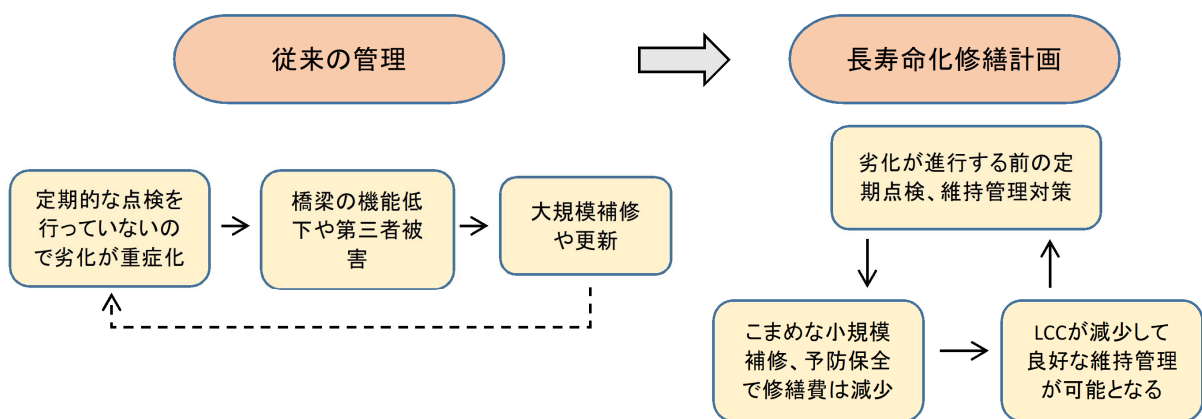 従来の管理
長寿命化修繕計画
定期的な点検を
行っていないの
で劣化が重症化
橋梁の機能低
下や第三者被
害
大規模補修
や更新
劣化が進行する前の定
期点検、維持管理対策
こまめな小規模
補修、予防保全
で修繕費は減少
LCCが減少して
良好な維持管理
が可能となる